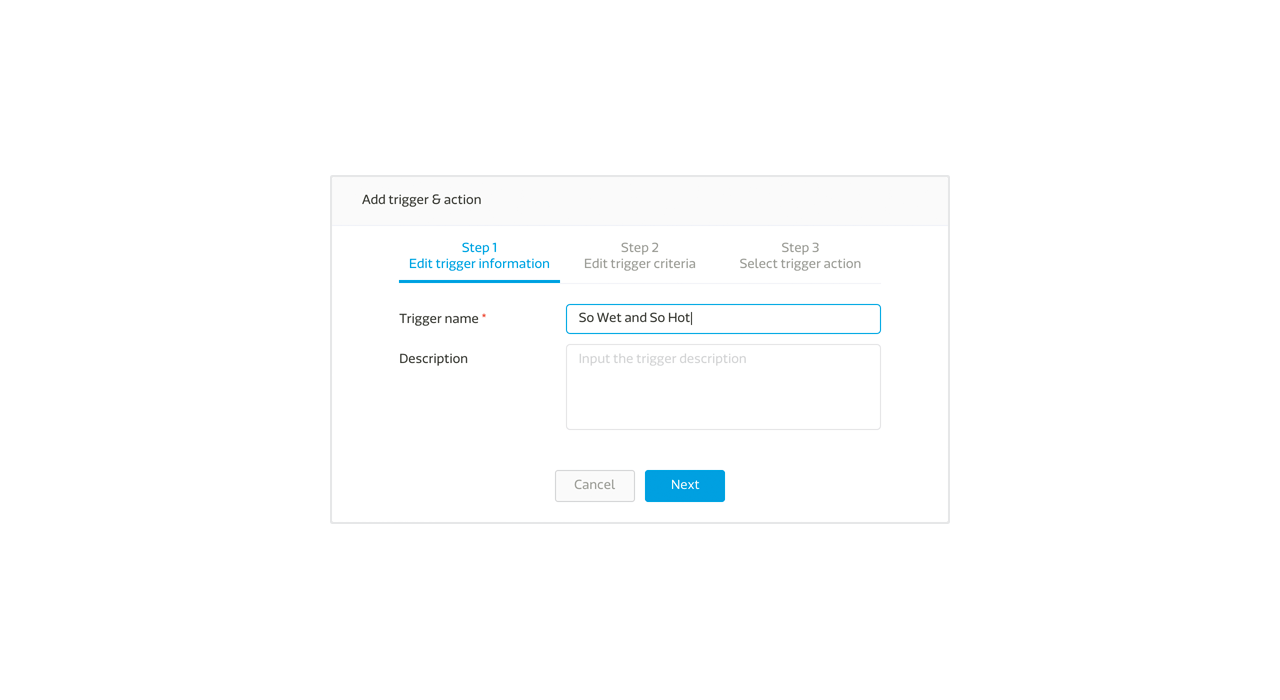 Add trigger & action
Step 1
Edit trigger information
Step 2
Edit trigger criteria
Step 3
Select trigger action
Trigger name *
So Wet and So Hot
Description
Input the trigger description
Cancel
Next